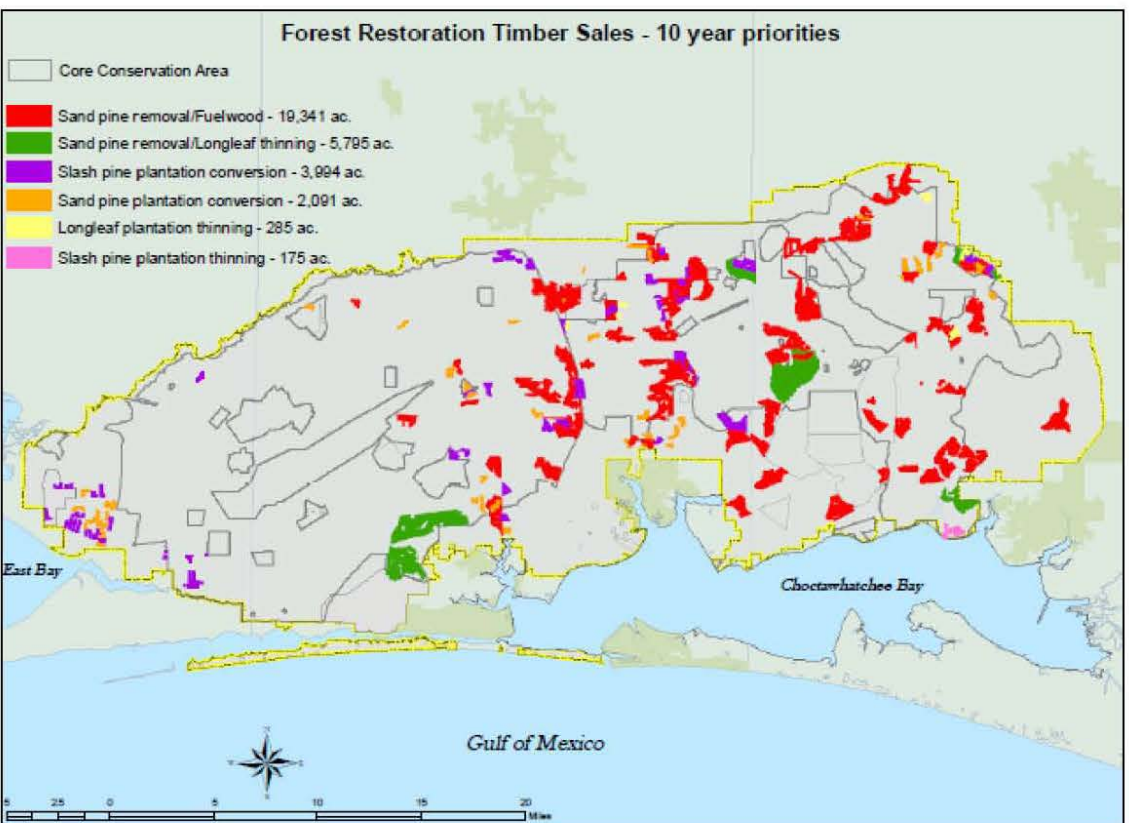 Forest Restoration Timber Sales - 10 year priorities
Core Conservation Area
Sand pine removal/Fuelwood - 19,341 ac.
Sand pine removal/Longleaf thinning - 5,795 ac.
Slash pine plantation conversion - 3,994 ac.
Sand pine plantation conversion - 2,091 ac.
Longleaf plantation thinning - 285 ac.
Slash pine plantation thinning - 175 ac.
East Bay
Choctawhatchee Bay
Gulf of Mexico
5 2.5 0 5 10 15 20
Miles